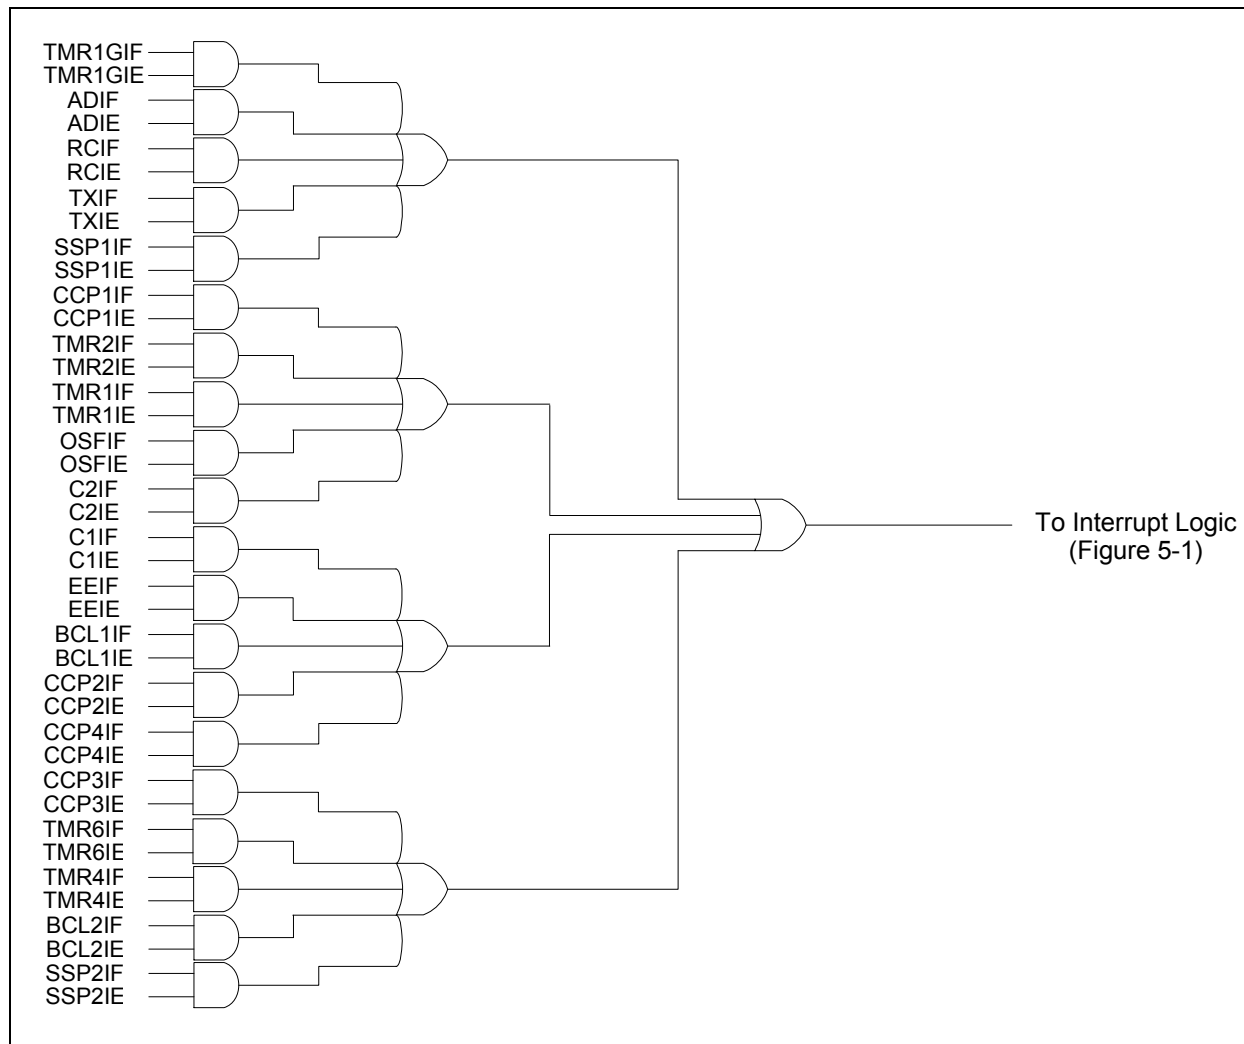 TMR1GIF
TMR1GIE
ADIF
ADIE
RCIF
RCIE
TXIF
TXIE
SSP1IF
SSP1IE
CCP1IF
CCP1IE
TMR2IF
TMR2IE
TMR1IF
TMR1IE
OSFIF
OSFIE
C2IF
C2IE
C1IF
C1IE
EEIF
EEIE
BCL1IF
BCL1IE
CCP2IF
CCP2IE
CCP4IF
CCP4IE
CCP3IF
CCP3IE
TMR6IF
TMR6IE
TMR4IF
TMR4IE
BCL2IF
BCL2IE
SSP2IF
SSP2IE
To Interrupt Logic
(Figure 5-1)